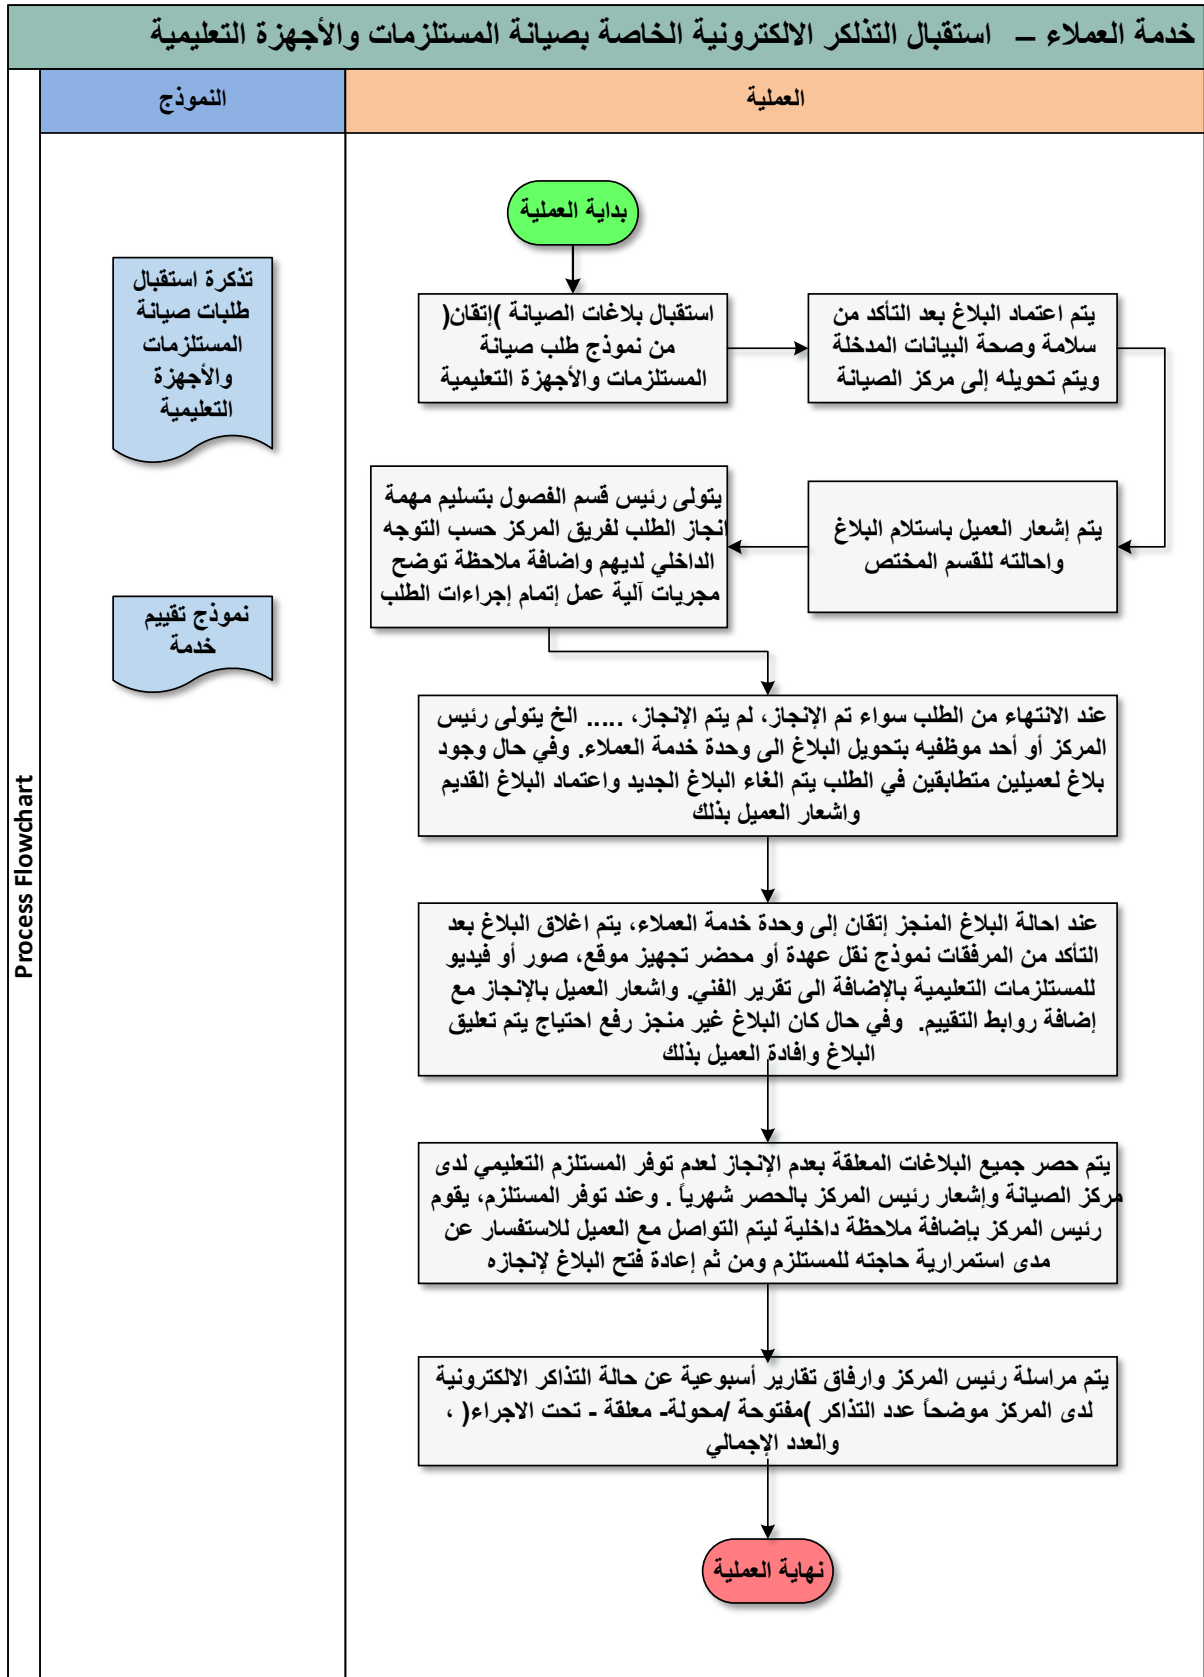 خدمة العملاء – استقبال التذلكر الالكترونية الخاصة بصيانة المستلزمات والأجهزة التعليمية
العملية
النموذج
بداية العملية
استقبال بلاغات الصيانة )إتقان(
من نموذج طلب صيانة
المستلزمات والأجهزة التعليمية
يتم اعتماد البلاغ بعد التأكد من
سلامة وصحة البيانات المدخلة
ويتم تحويله إلى مركز الصيانة
يتم إشعار العميل باستلام البلاغ
واحالته للقسم المختص
يتولى رئيس قسم الفصول بتسليم مهمة
انجاز الطلب لفريق المركز حسب التوجه
الداخلي لديهم واضافة ملاحظة توضح
مجريات آلية عمل إتمام إجراءات الطلب
عند الانتهاء من الطلب سواء تم الإنجاز، لم يتم الإنجاز، ..... الخ يتولى رئيس
المركز أو أحد موظفيه بتحويل البلاغ الى وحدة خدمة العملاء. وفي حال وجود
بلاغ لعميلين متطابقين في الطلب يتم الغاء البلاغ الجديد واعتماد البلاغ القديم
واشعار العميل بذلك
عند احالة البلاغ المنجز إتقان إلى وحدة خدمة العملاء، يتم اغلاق البلاغ بعد
التأكد من المرفقات نموذج نقل عهدة أو محضر تجهيز موقع، صور أو فيديو
للمستلزمات التعليمية بالإضافة الى تقرير الفني. واشعار العميل بالإنجاز مع
إضافة روابط التقييم. وفي حال كان البلاغ غير منجز رفع احتياج يتم تعليق
البلاغ وافادة العميل بذلك
يتم حصر جميع البلاغات المعلقة بعدم الإنجاز لعدم توفر المستلزم التعليمي لدى
مركز الصيانة وإشعار رئيس المركز بالحصر شهرياً . وعند توفر المستلزم، يقوم
رئيس المركز بإضافة ملاحظة داخلية ليتم التواصل مع العميل للاستفسار عن
مدى استمرارية حاجته للمستلزم ومن ثم إعادة فتح البلاغ لإنجازه
يتم مراسلة رئيس المركز وارفاق تقارير أسبوعية عن حالة التذاكر الالكترونية
لدى المركز موضحاً عدد التذاكر )مفتوحة /محولة- معلقة - تحت الاجراء( ،
والعدد الإجمالي
نهاية العملية
تذكرة استقبال
طلبات صيانة
المستلزمات
والأجهزة
التعليمية
نموذج تقييم
خدمة
Process Flowchart